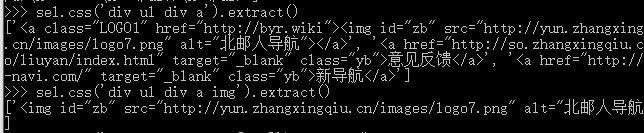 >>> sel.css('div ul div a').extract()
['<a class="LOGO1" href="http://byr.wiki"><img id="zb" src="http://yun.zhangxing
.cn/images/logo7.png" alt="北邮人导航"></a>', '<a href="http://so.zhangxingqiu.c
o/liuyan/index.html" target="_blank" class="yb">意见反馈</a>', '<a href="http://
-navi.com/" target="_blank" class="yb">新导航</a>']
>>> sel.css('div ul div a img').extract()
['<img id="zb" src="http://yun.zhangxingqiu.cn/images/logo7.png" alt="北邮人导航
]